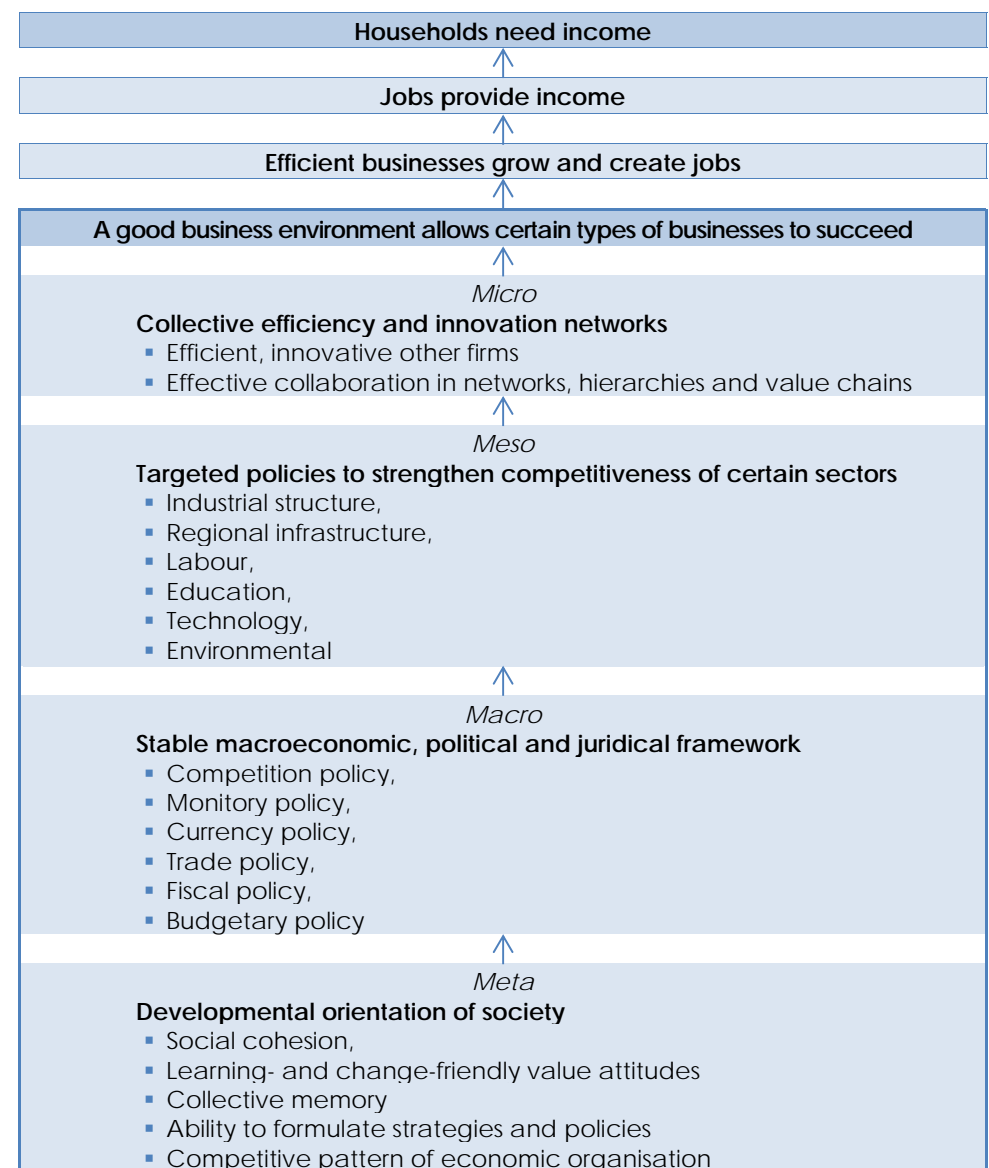 Households need income
Jobs provide income
Efficient businesses grow and create jobs
A good business environment allows certain types of businesses to succeed
Micro
Collective efficiency and innovation networks
▪ Efficient, innovative other firms
▪ Effective collaboration in networks, hierarchies and value chains
Meso
Targeted policies to strengthen competitiveness of certain sectors
▪ Industrial structure,
▪ Regional infrastructure,
▪ Labour,
▪ Education,
▪ Technology,
▪ Environmental
Macro
Stable macroeconomic, political and juridical framework
▪ Competition policy,
▪ Monitory policy,
▪ Currency policy,
▪ Trade policy,
▪ Fiscal policy,
▪ Budgetary policy
Meta
Developmental orientation of society
▪ Social cohesion,
▪ Learning- and change-friendly value attitudes
▪ Collective memory
▪ Ability to formulate strategies and policies
▪ Competitive pattern of economic organisation